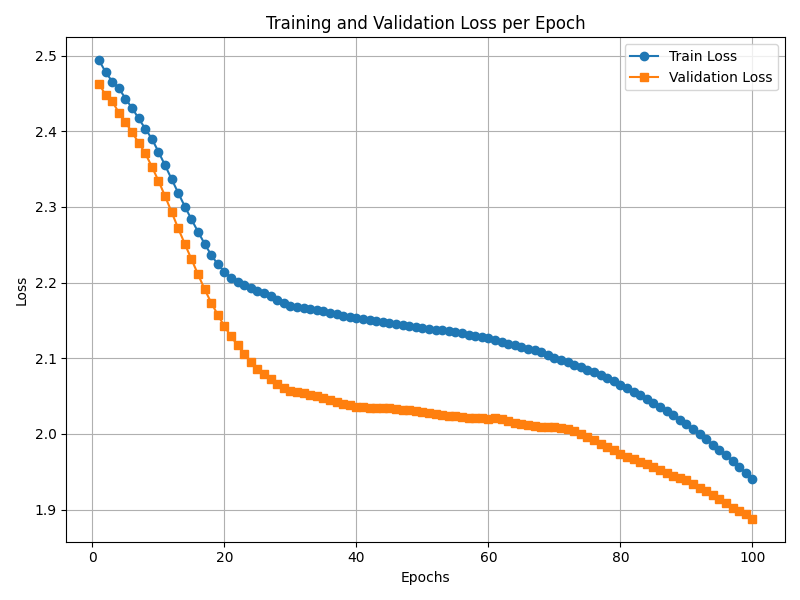 Training and Validation Loss per Epoch
Train Loss
Validation Loss
2.5
2.4
2.3
2.2
2.1
2.0
1.9
Loss
0 20 40 60 80 100
Epochs